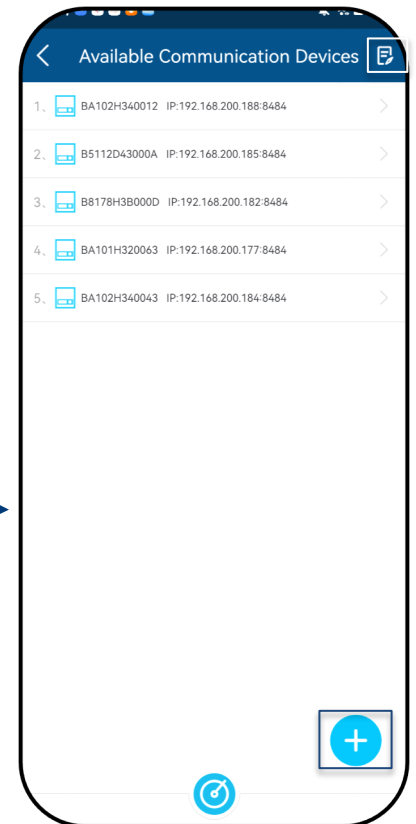 Available Communication Devices
1、 BA102H340012 IP:192.168.200.188:8484
2、 B5112D43000A IP:192.168.200.185:8484
3、 B8178H3B000D IP:192.168.200.182:8484
4、 BA101H320063 IP:192.168.200.177:8484
5、 BA102H340043 IP:192.168.200.184:8484